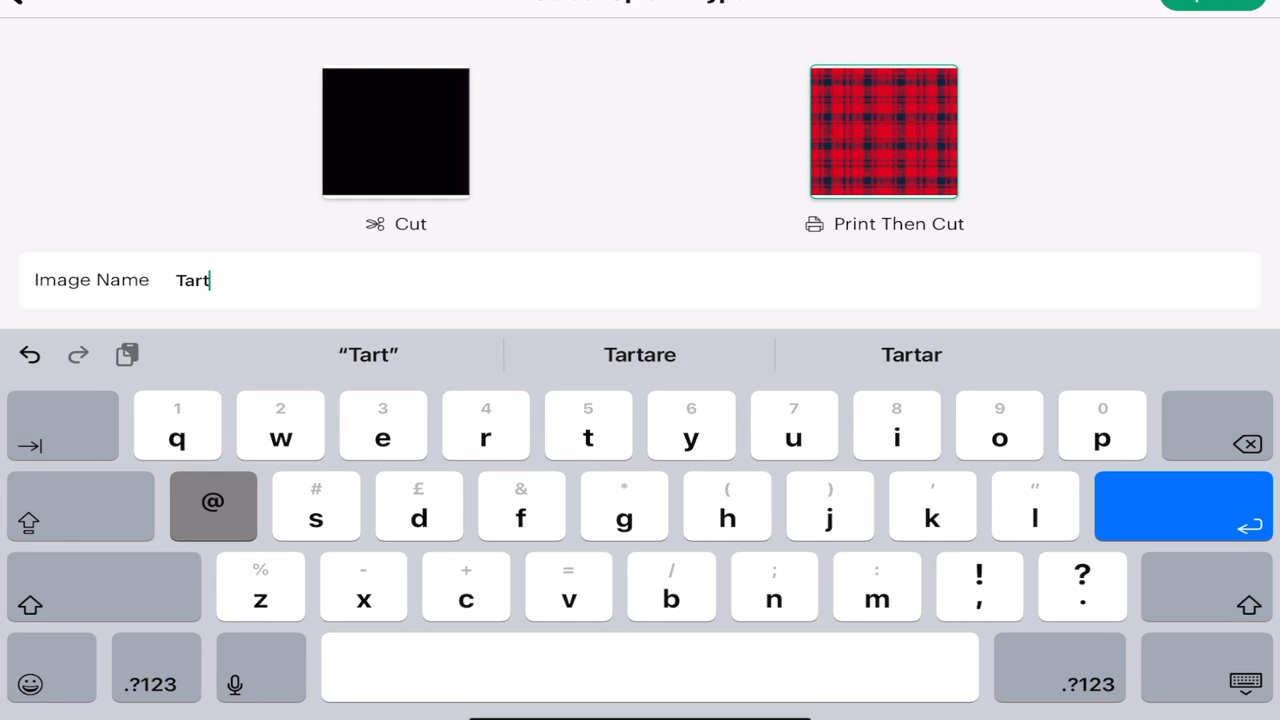 Cut
Print Then Cut
Image Name Tart
“Tart” Tartare Tartar
1 2 3 4 5 6 7 8 9 0
q w e r t y u i o p
@ # £ & * ( ) ' "
s d f g h j k l
% - + = / ; : ! ?
z x c v b n m , .
.?123 .?123